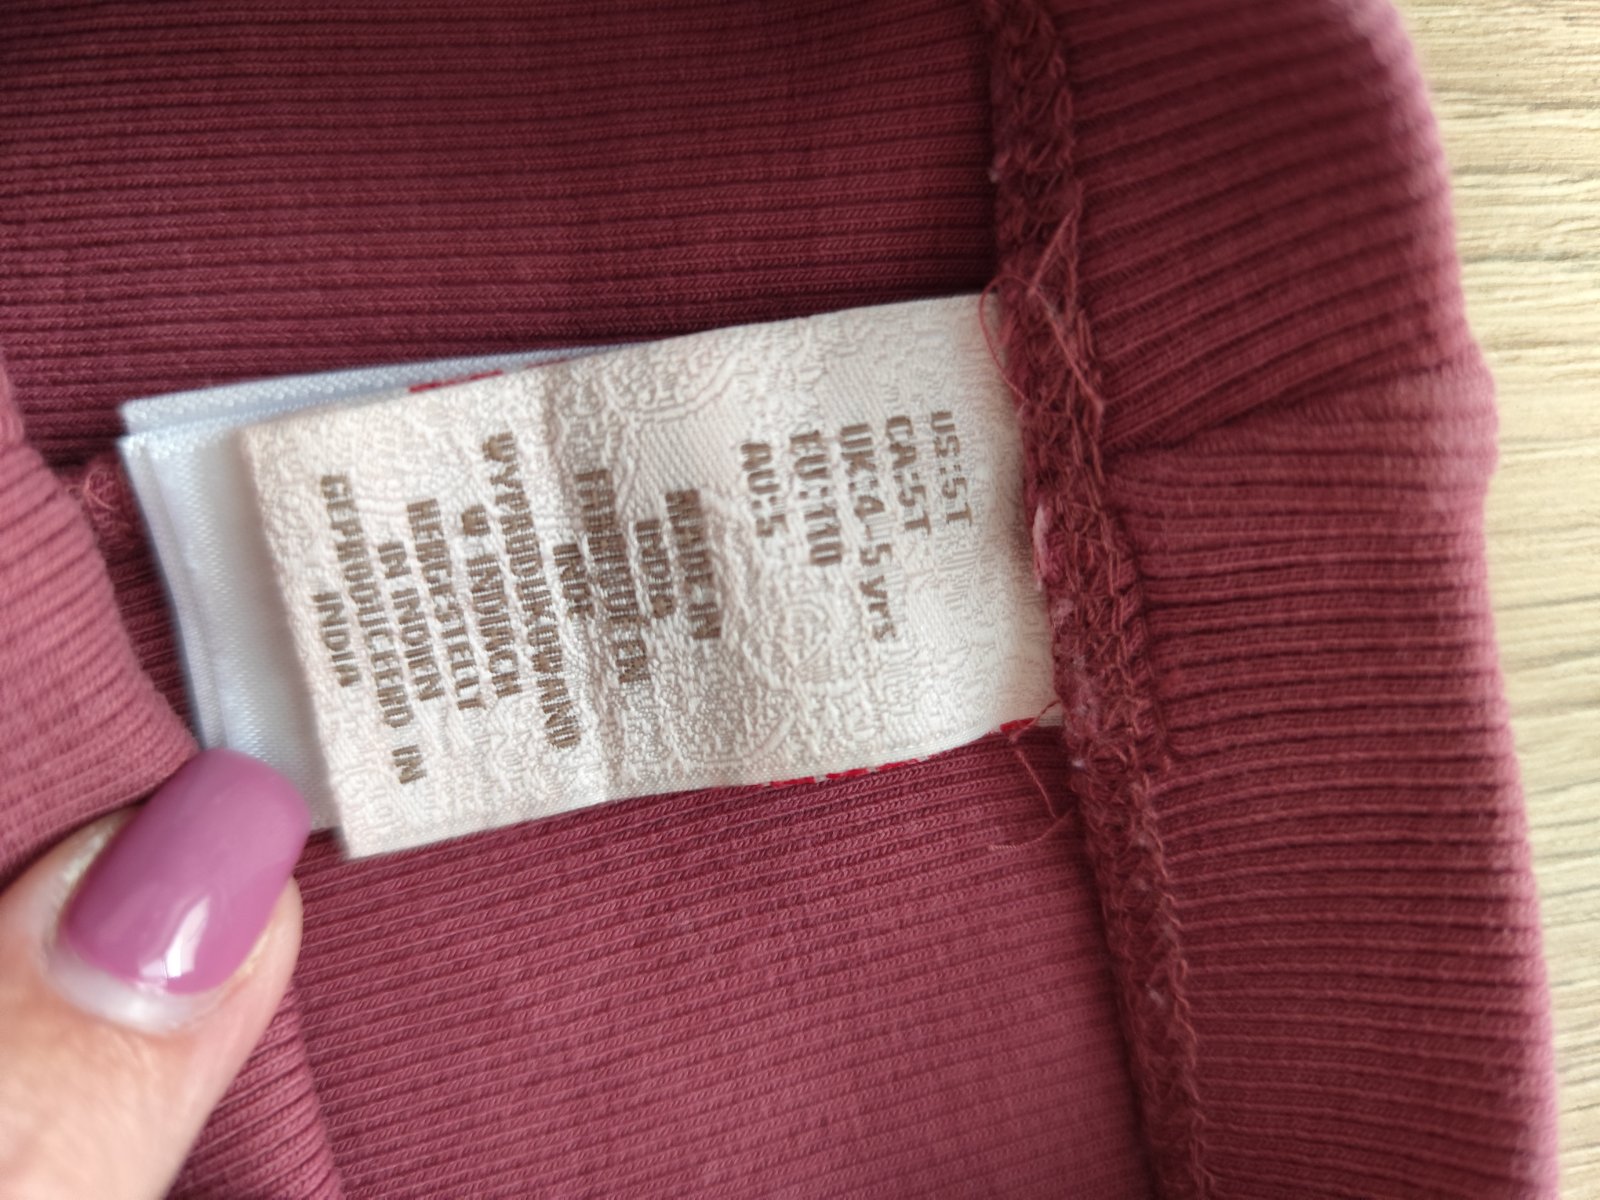 US:5T
CA:5T
UK:4-5 yrs
EU:110
AU:5
MADE IN
INDIA
FABRIQUÉ EN
INDE
WYPRODUKOWANO
W INDIACH
HERGESTELLT
IN INDIEN
GEPRODUCEERD IN
INDIA